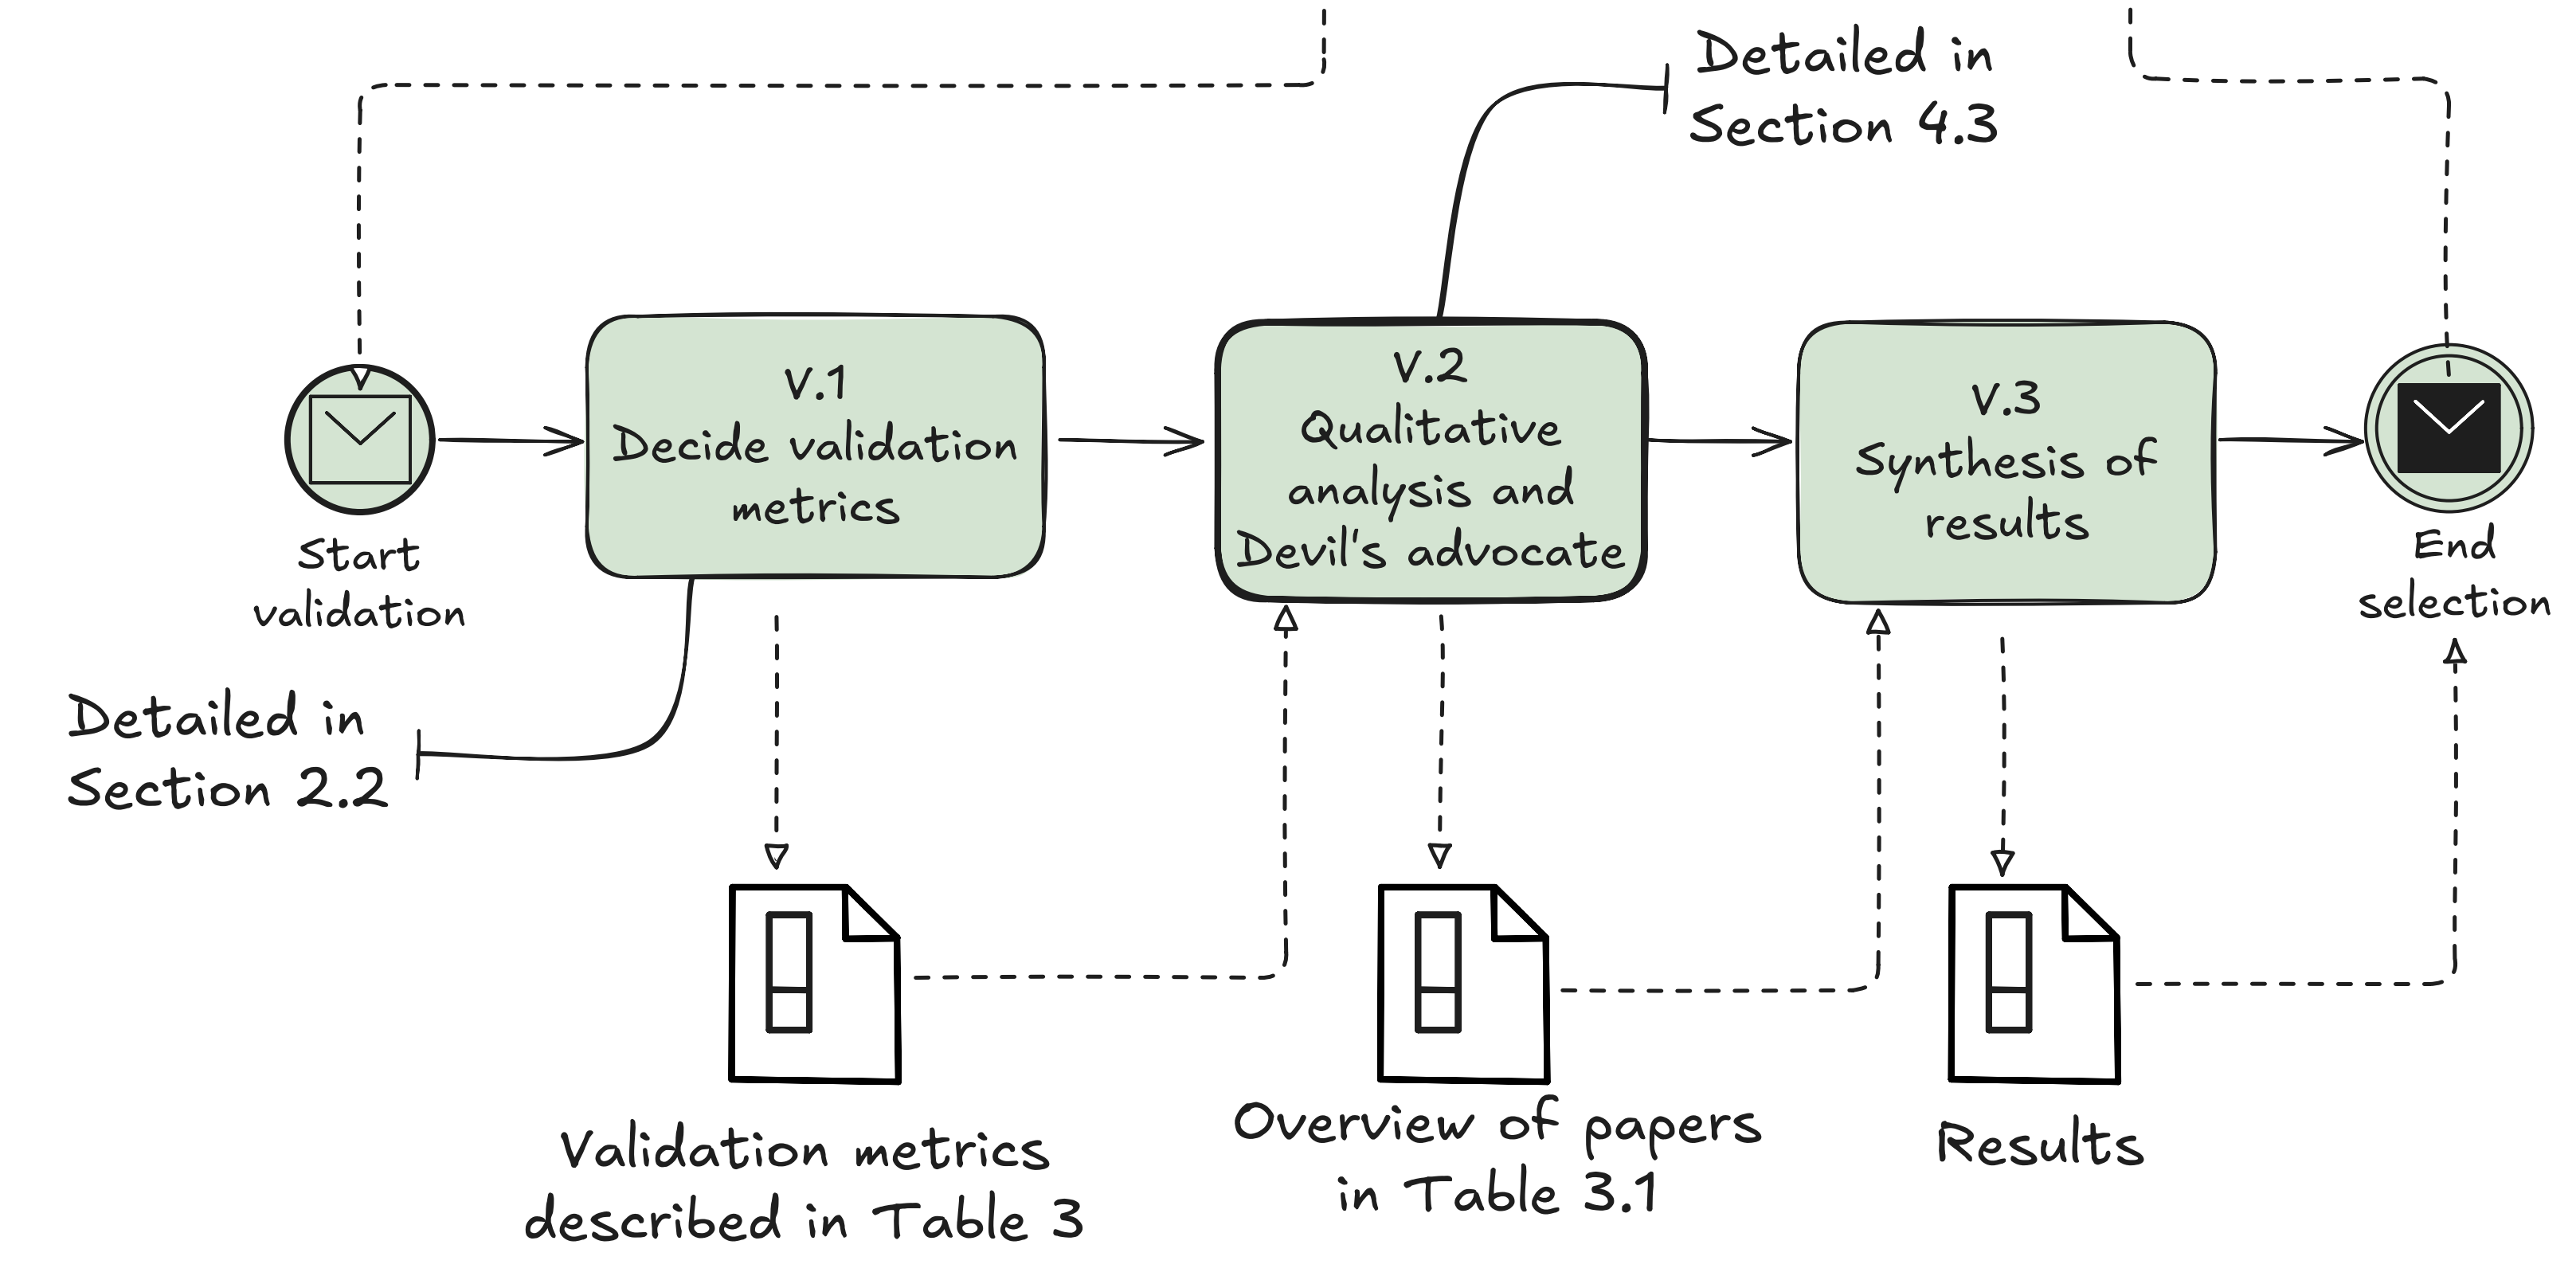 Detailed in
Section 4.3
V.1
Decide validation
metrics
V.2
Qualitative
analysis and
Devil's advocate
V.3
Synthesis of
results
Start
validation
End
selection
Detailed in
Section 2.2
Validation metrics
described in Table 3
Overview of papers
in Table 3.1
Results